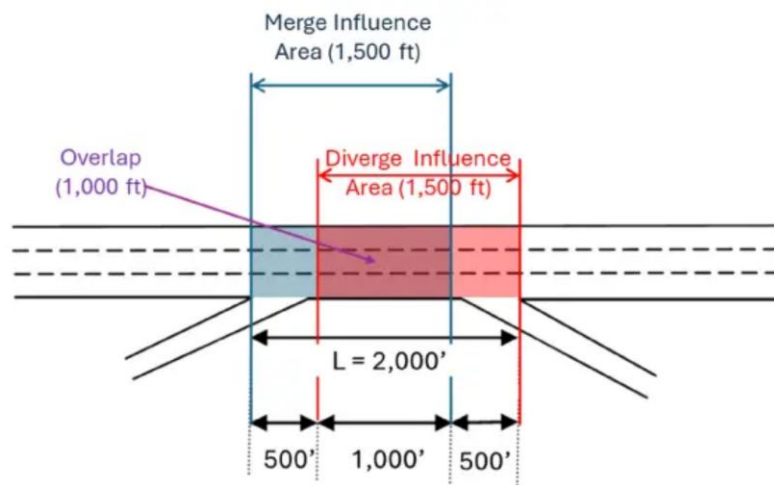 Merge Influence
Area (1,500 ft)
Overlap
(1,000 ft)
Diverge Influence
Area (1,500 ft)
L = 2,000’
500’ 1,000’ 500’